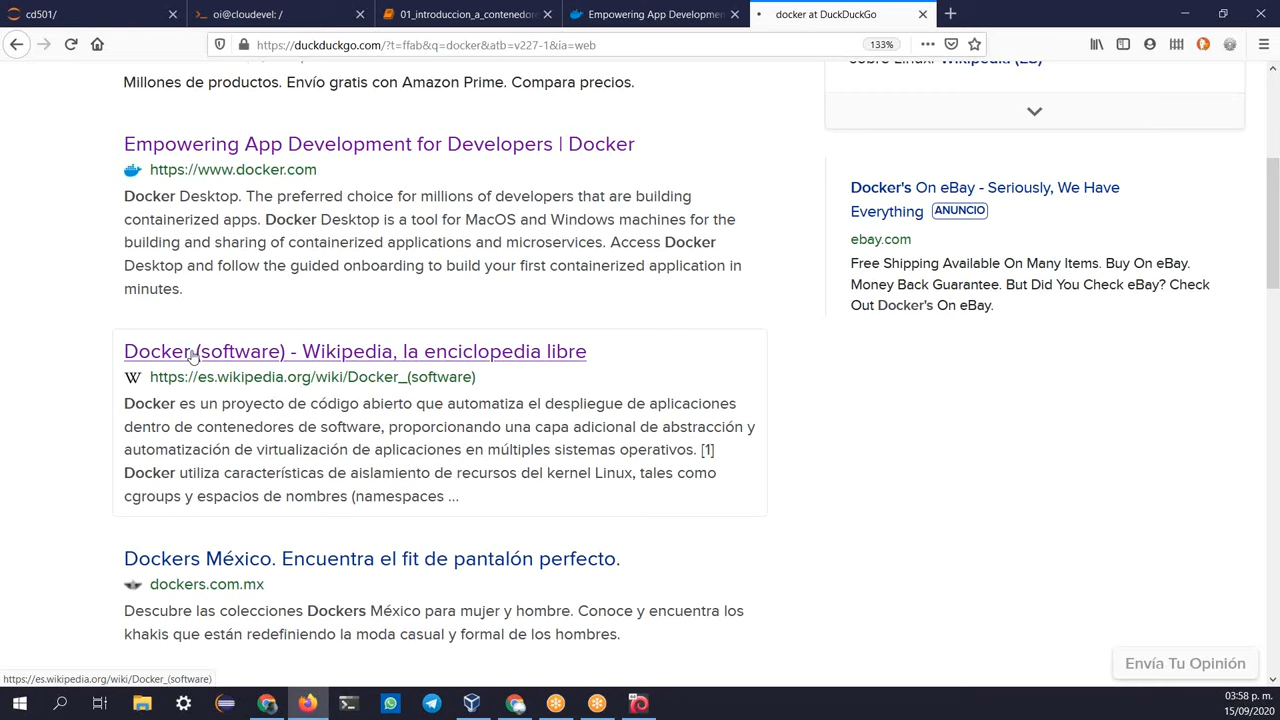 cd501/
oi@cloudevel: /
01_introduccion_a_contenedore
Empowering App Developmen
docker at DuckDuckGo
https://duckduckgo.com/?t=ffab&q=docker&atb=v227-1&ia=web
133%
Millones de productos. Envío gratis con Amazon Prime. Compara precios.
sobre Linux. Wikipedia (ES)
Empowering App Development for Developers | Docker
https://www.docker.com
Docker Desktop. The preferred choice for millions of developers that are building
containerized apps. Docker Desktop is a tool for MacOS and Windows machines for the
building and sharing of containerized applications and microservices. Access Docker
Desktop and follow the guided onboarding to build your first containerized application in
minutes.
Docker's On eBay - Seriously, We Have
Everything ANUNCIO
ebay.com
Free Shipping Available On Many Items. Buy On eBay.
Money Back Guarantee. But Did You Check eBay? Check
Out Docker's On eBay.
Docker (software) - Wikipedia, la enciclopedia libre
W https://es.wikipedia.org/wiki/Docker_(software)
Docker es un proyecto de código abierto que automatiza el despliegue de aplicaciones
dentro de contenedores de software, proporcionando una capa adicional de abstracción y
automatización de virtualización de aplicaciones en múltiples sistemas operativos. [1]
Docker utiliza características de aislamiento de recursos del kernel Linux, tales como
cgroups y espacios de nombres (namespaces ...
Dockers México. Encuentra el fit de pantalón perfecto.
dockers.com.mx
Descubre las colecciones Dockers México para mujer y hombre. Conoce y encuentra los
khakis que están redefiniendo la moda casual y formal de los hombres.
Envía Tu Opinión
https://es.wikipedia.org/wiki/Docker_(software)
03:58 p. m.
15/09/2020